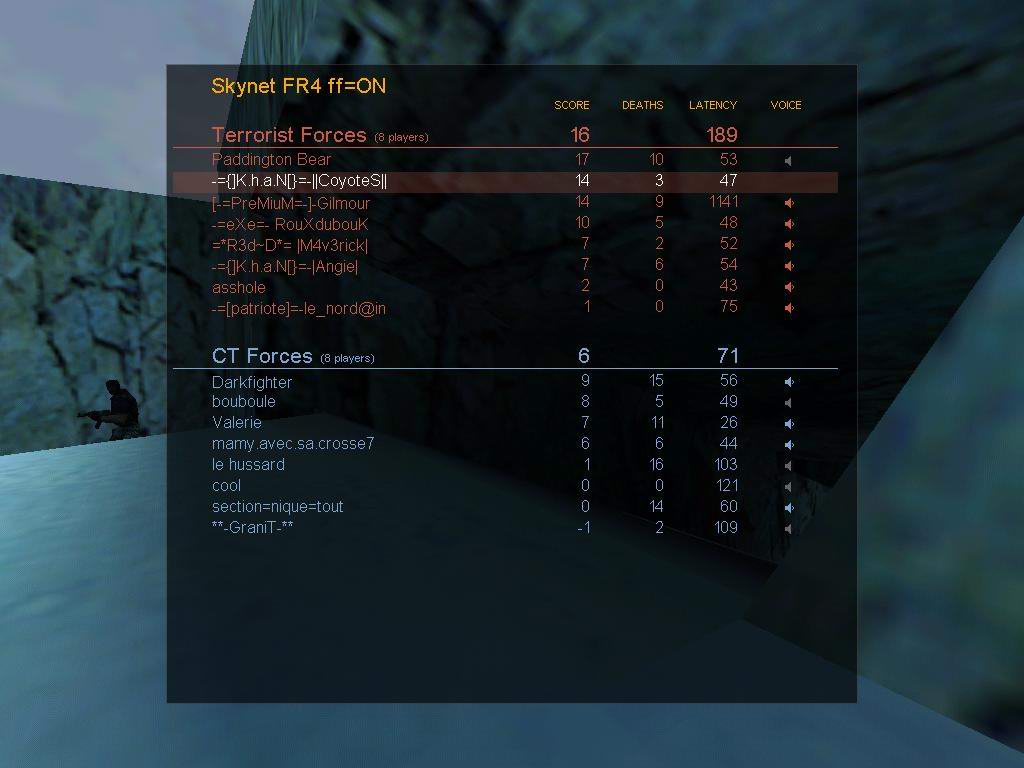 Skynet FR4 ff=ON
SCORE DEATHS LATENCY VOICE
Terrorist Forces (8 players) 16 189
Paddington Bear 17 10 53
-={]K.h.a.N[}=-||CoyoteS|| 14 3 47
[-=PreMiuM=-]-Gilmour 14 9 1141
-=eXe=- RouXdubouK 10 5 48
=*R3d~D*= |M4v3rick| 7 2 52
-={]K.h.a.N[}=-|Angie| 7 6 54
asshole 2 0 43
-=[patriote]=-le_nord@in 1 0 75
CT Forces (8 players) 6 71
Darkfighter 9 15 56
bouboule 8 5 49
Valerie 7 11 26
mamy.avec.sa.crosse7 6 6 44
le hussard 1 16 103
cool 0 0 121
section=nique=tout 0 14 60
**-GraniT-** -1 2 109